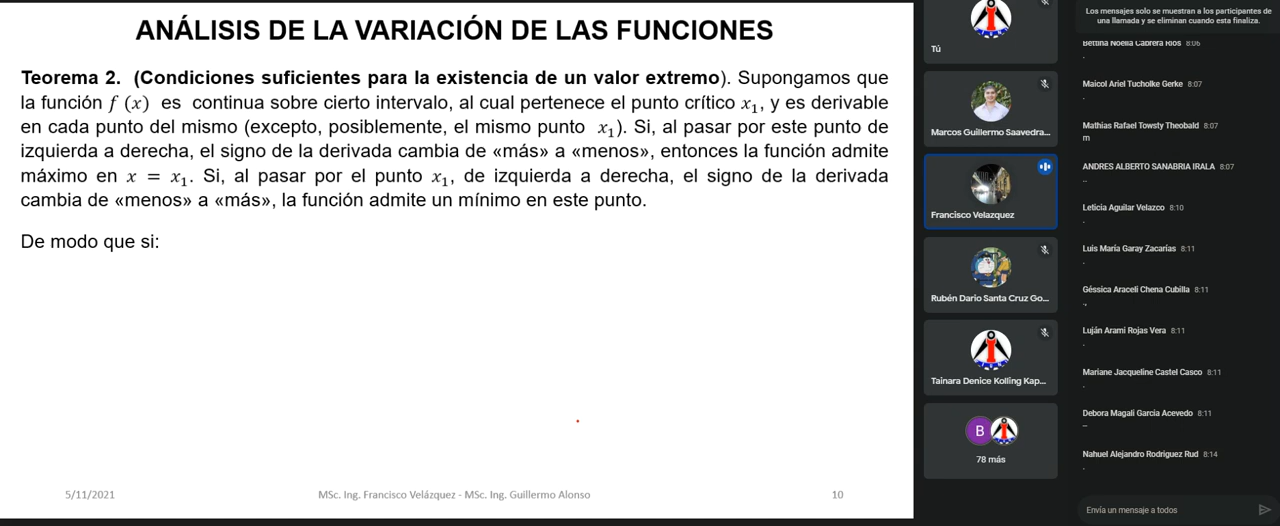 ANÁLISIS DE LA VARIACIÓN DE LAS FUNCIONES
Teorema 2. (Condiciones suficientes para la existencia de un valor extremo). Supongamos que
la función f (x) es continua sobre cierto intervalo, al cual pertenece el punto crítico x₁, y es derivable
en cada punto del mismo (excepto, posiblemente, el mismo punto x₁). Si, al pasar por este punto de
izquierda a derecha, el signo de la derivada cambia de «más» a «menos», entonces la función admite
máximo en x = x₁. Si, al pasar por el punto x₁, de izquierda a derecha, el signo de la derivada
cambia de «menos» a «más», la función admite un mínimo en este punto.
De modo que si:
5/11/2021
MSc. Ing. Francisco Velázquez - MSc. Ing. Guillermo Alonso
10
Tú
Marcos Guillermo Saavedra...
Francisco Velazquez
Rubén Dario Santa Cruz Go...
Tainara Denice Kolling Kap...
B
78 más
Los mensajes solo se muestran a los participantes de
una llamada y se eliminan cuando esta finaliza.
Bettina Noelia Cabrera Rios 8:06
.
Maicol Ariel Tucholke Gerke 8:07
.
Mathias Rafael Towsty Theobald 8:07
m
ANDRES ALBERTO SANABRIA IRALA 8:07
..
Leticia Aguilar Velazco 8:10
.
Luis María Garay Zacarías 8:11
.
Géssica Araceli Chena Cubilla 8:11
.,
Luján Arami Rojas Vera 8:11
.
Mariane Jacqueline Castel Casco 8:11
.
Debora Magali Garcia Acevedo 8:11
Nahuel Alejandro Rodriguez Rud 8:14
.
Envía un mensaje a todos